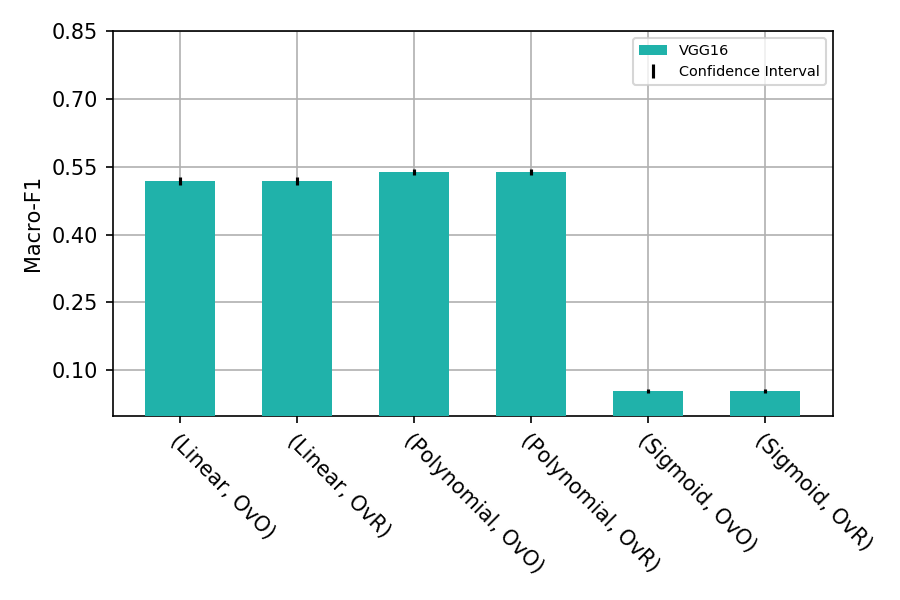 0.85
0.70
0.55
0.40
0.25
0.10
Macro-F1
VGG16
Confidence Interval
(Linear, OvO)
(Linear, OvR)
(Polynomial, OvO)
(Polynomial, OvR)
(Sigmoid, OvO)
(Sigmoid, OvR)